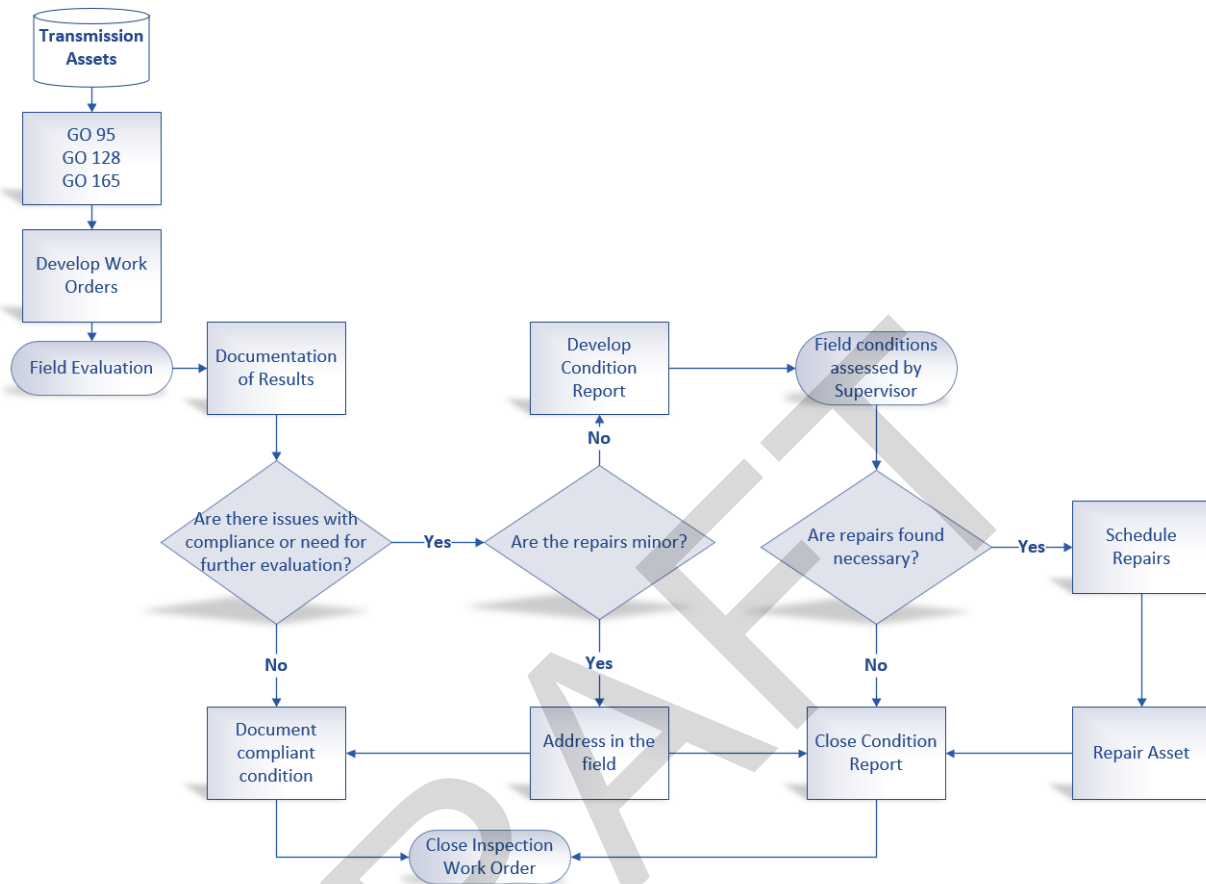 Transmission
Assets
GO 95
GO 128
GO 165
Develop Work
Orders
Field Evaluation
Documentation
of Results
Develop
Condition
Report
Field conditions
assessed by
Supervisor
No
Are there issues with
compliance or need for
further evaluation?
Yes
Are the repairs minor?
Are repairs found
necessary?
Yes
Schedule
Repairs
No
Yes
No
Document
compliant
condition
Address in the
field
Close Condition
Report
Repair Asset
Close Inspection
Work Order
DRAFT